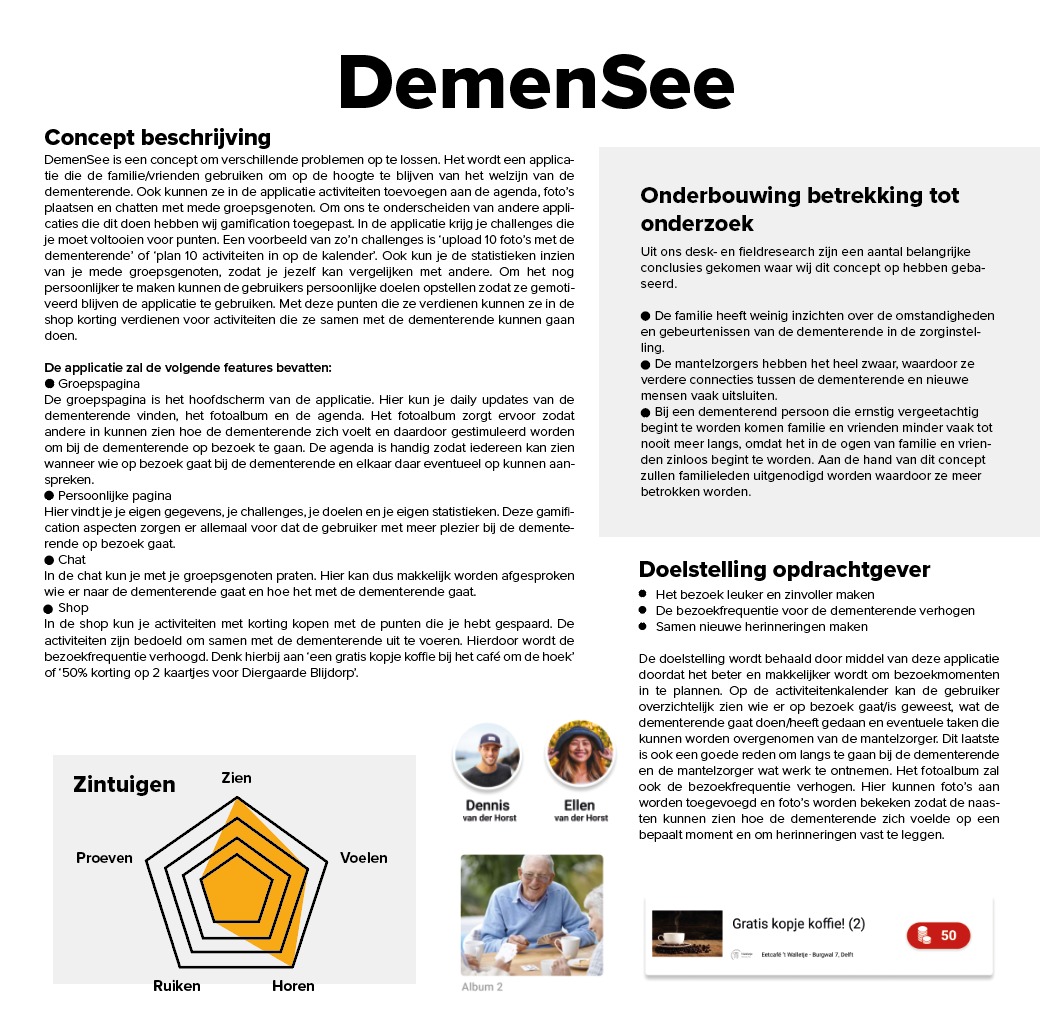 DemenSee
Concept beschrijving
DemenSee is een concept om verschillende problemen op te lossen. Het wordt een applica-
tie die de familie/vrienden gebruiken om op de hoogte te blijven van het welzijn van de
dementerende. Ook kunnen ze in de applicatie activiteiten toevoegen aan de agenda, foto's
plaatsen en chatten met mede groepsgenoten. Om ons te onderscheiden van andere appli-
caties die dit doen hebben wij gamification toegepast. In de applicatie krijg je challenges die
je moet voltooien voor punten. Een voorbeeld van zo'n challenges is 'upload 10 foto's met de
dementerende' of 'plan 10 activiteiten in op de kalender'. Ook kun je de statistieken inzien
van je mede groepsgenoten, zodat je jezelf kan vergelijken met andere. Om het nog
persoonlijker te maken kunnen de gebruikers persoonlijke doelen opstellen zodat ze gemoti-
veerd blijven de applicatie te gebruiken. Met deze punten die ze verdienen kunnen ze in de
shop korting verdienen voor activiteiten die ze samen met de dementerende kunnen gaan
doen.
De applicatie zal de volgende features bevatten:
● Groepspagina
De groepspagina is het hoofdscherm van de applicatie. Hier kun je daily updates van de
dementerende vinden, het fotoalbum en de agenda. Het fotoalbum zorgt ervoor zodat
andere in kunnen zien hoe de dementerende zich voelt en daardoor gestimuleerd worden
om bij de dementerende op bezoek te gaan. De agenda is handig zodat iedereen kan zien
wanneer wie op bezoek gaat bij de dementerende en elkaar daar eventueel op kunnen aan-
spreken.
● Persoonlijke pagina
Hier vindt je je eigen gegevens, je challenges, je doelen en je eigen statistieken. Deze gamifi-
cation aspecten zorgen er allemaal voor dat de gebruiker met meer plezier bij de demente-
rende op bezoek gaat.
● Chat
In de chat kun je met je groepsgenoten praten. Hier kan dus makkelijk worden afgesproken
wie er naar de dementerende gaat en hoe het met de dementerende gaat.
● Shop
In de shop kun je activiteiten met korting kopen met de punten die je hebt gespaard. De
activiteiten zijn bedoeld om samen met de dementerende uit te voeren. Hierdoor wordt de
bezoekfrequentie verhoogd. Denk hierbij aan 'een gratis kopje koffie bij het café om de hoek'
of '50% korting op 2 kaartjes voor Diergaarde Blijdorp'.
Onderbouwing betrekking tot
onderzoek
Uit ons desk- en fieldresearch zijn een aantal belangrijke
conclusies gekomen waar wij dit concept op hebben geba-
seerd.
● De familie heeft weinig inzichten over de omstandigheden
en gebeurtenissen van de dementerende in de zorginstel-
ling.
● De mantelzorgers hebben het heel zwaar, waardoor ze
verdere connecties tussen de dementerende en nieuwe
mensen vaak uitsluiten.
● Bij een dementerend persoon die ernstig vergeetachtig
begint te worden komen familie en vrienden minder vaak tot
nooit meer langs, omdat het in de ogen van familie en vrien-
den zinloos begint te worden. Aan de hand van dit concept
zullen familieleden uitgenodigd worden waardoor ze meer
betrokken worden.
Doelstelling opdrachtgever
● Het bezoek leuker en zinvoller maken
● De bezoekfrequentie voor de dementerende verhogen
● Samen nieuwe herinneringen maken
De doelstelling wordt behaald door middel van deze applicatie
doordat het beter en makkelijker wordt om bezoekmomenten
in te plannen. Op de activiteitenkalender kan de gebruiker
overzichtelijk zien wie er op bezoek gaat/is geweest, wat de
dementerende gaat doen/heeft gedaan en eventuele taken die
kunnen worden overgenomen van de mantelzorger. Dit laatste
is ook een goede reden om langs te gaan bij de dementerende
en de mantelzorger wat werk te ontnemen. Het fotoalbum zal
ook de bezoekfrequentie verhogen. Hier kunnen foto's aan
worden toegevoegd en foto's worden bekeken zodat de naas-
ten kunnen zien hoe de dementerende zich voelde op een
bepaalt moment en om herinneringen vast te leggen.
Zintuigen
Zien
Proeven
Voelen
Ruiken
Horen
Dennis
van der Horst
Ellen
van der Horst
Album 2
Gratis kopje koffie! (2)
50
Eetcafé 't Walletje - Burgwal 7, Delft